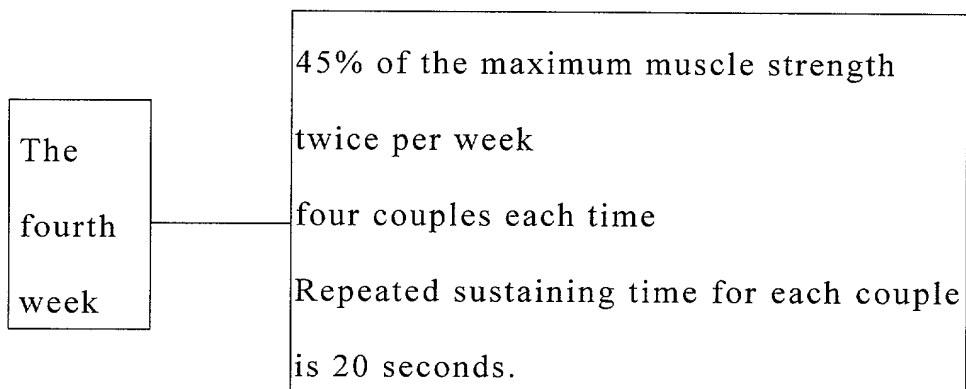 The
fourth
week
45% of the maximum muscle strength
twice per week
four couples each time
Repeated sustaining time for each couple
is 20 seconds.